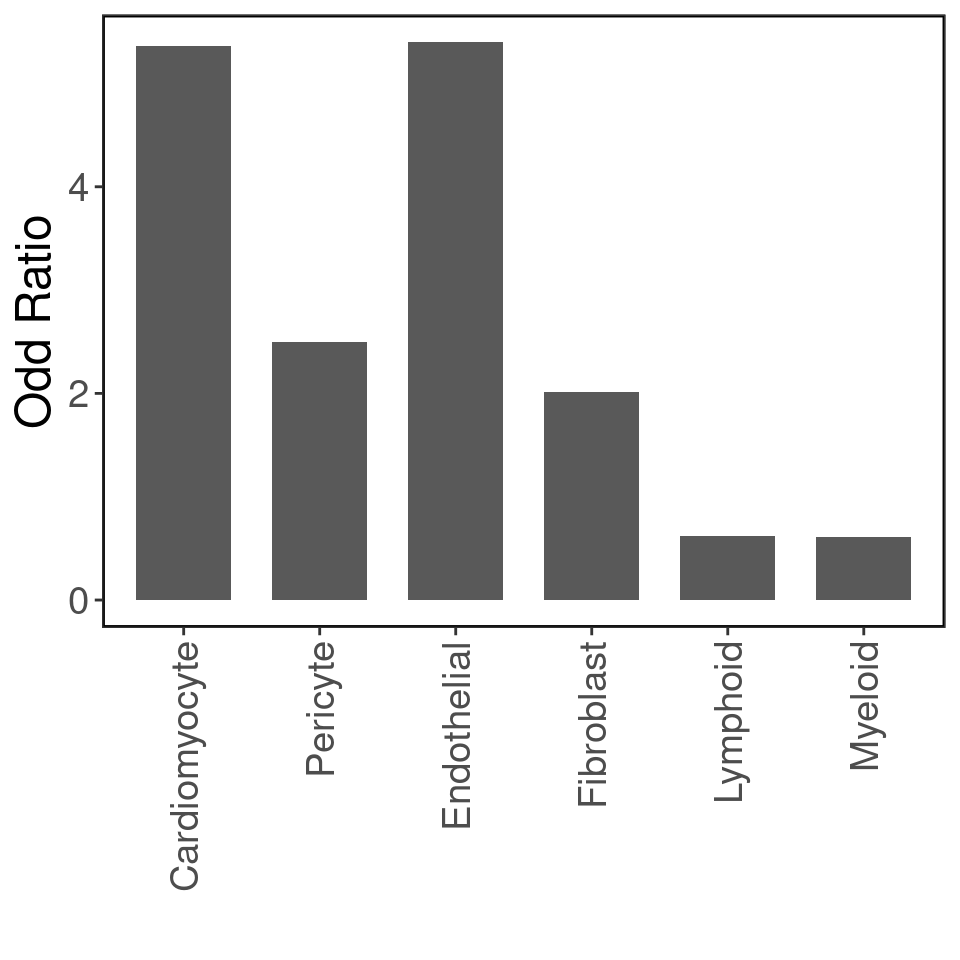 Odd Ratio
4
2
0
Cardiomyocyte
Pericyte
Endothelial
Fibroblast
Lymphoid
Myeloid